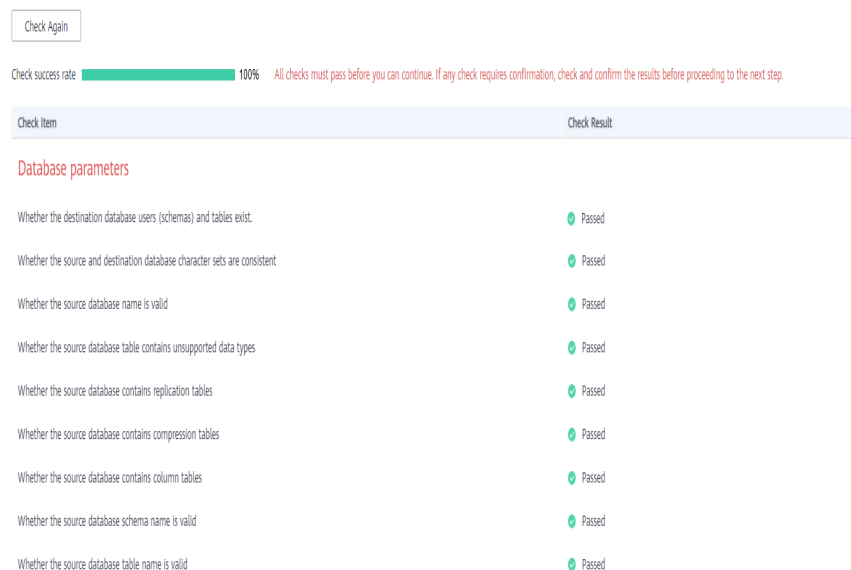 Check Again
Check success rate 100% All checks must pass before you can continue. If any check requires confirmation, check and confirm the results before proceeding to the next step.
Check Item Check Result
Database parameters
Whether the destination database users (schemas) and tables exist. Passed
Whether the source and destination database character sets are consistent Passed
Whether the source database name is valid Passed
Whether the source database table contains unsupported data types Passed
Whether the source database contains replication tables Passed
Whether the source database contains compression tables Passed
Whether the source database contains column tables Passed
Whether the source database schema name is valid Passed
Whether the source database table name is valid Passed